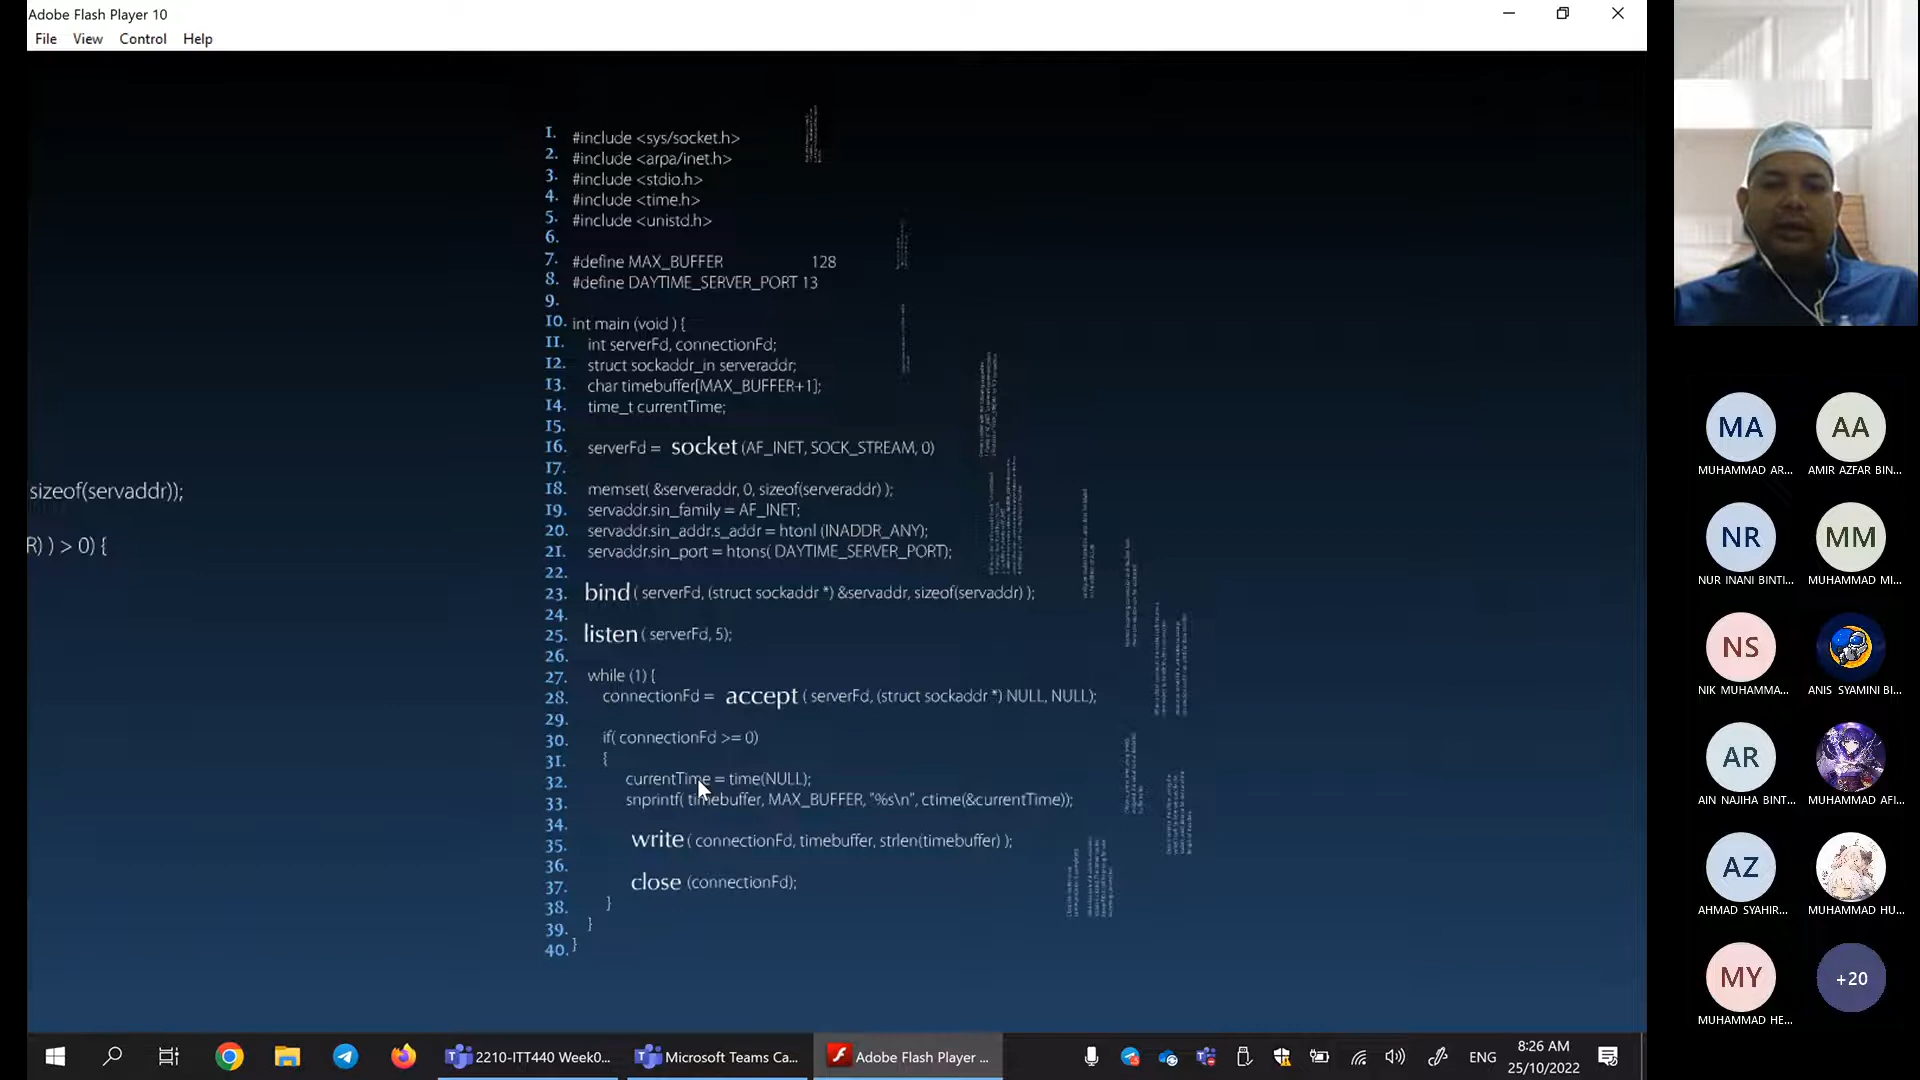 Adobe Flash Player 10
File View Control Help
1. #include <sys/socket.h>
2. #include <arpa/inet.h>
3. #include <stdio.h>
4. #include <time.h>
5. #include <unistd.h>
6.
7. #define MAX_BUFFER 128
8. #define DAYTIME_SERVER_PORT 13
9.
10. int main (void ) {
11. int serverFd, connectionFd;
12. struct sockaddr_in serveraddr;
13. char timebuffer[MAX_BUFFER+1];
14. time_t currentTime;
15.
16. serverFd = socket (AF_INET, SOCK_STREAM, 0)
17.
18. memset( &serveraddr, 0, sizeof(serveraddr) );
19. servaddr.sin_family = AF_INET;
20. servaddr.sin_addr.s_addr = htonl (INADDR_ANY);
21. servaddr.sin_port = htons( DAYTIME_SERVER_PORT);
22.
23. bind ( serverFd, (struct sockaddr *) &servaddr, sizeof(servaddr) );
24.
25. listen ( serverFd, 5);
26.
27. while (1) {
28. connectionFd = accept ( serverFd, (struct sockaddr *) NULL, NULL);
29.
30. if( connectionFd >= 0)
31. {
32. currentTime = time(NULL);
33. snprintf( timebuffer, MAX_BUFFER, "%s\n", ctime(&currentTime));
34.
35. write ( connectionFd, timebuffer, strlen(timebuffer) );
36.
37. close (connectionFd);
38. }
39. }
40. }
sizeof(servaddr));
R) ) > 0) {
MA AA
MUHAMMAD AR... AMIR AZFAR BIN...
NR MM
NUR INANI BINTI... MUHAMMAD MI...
NS
NIK MUHAMMA... ANIS SYAMINI BI...
AR
AIN NAJIHA BINT... MUHAMMAD AFI...
AZ
AHMAD SYAHIR... MUHAMMAD HU...
MY +20
MUHAMMAD HE...
2210-ITT440 Week0... Microsoft Teams Ca... Adobe Flash Player ... ENG 8:26 AM
25/10/2022